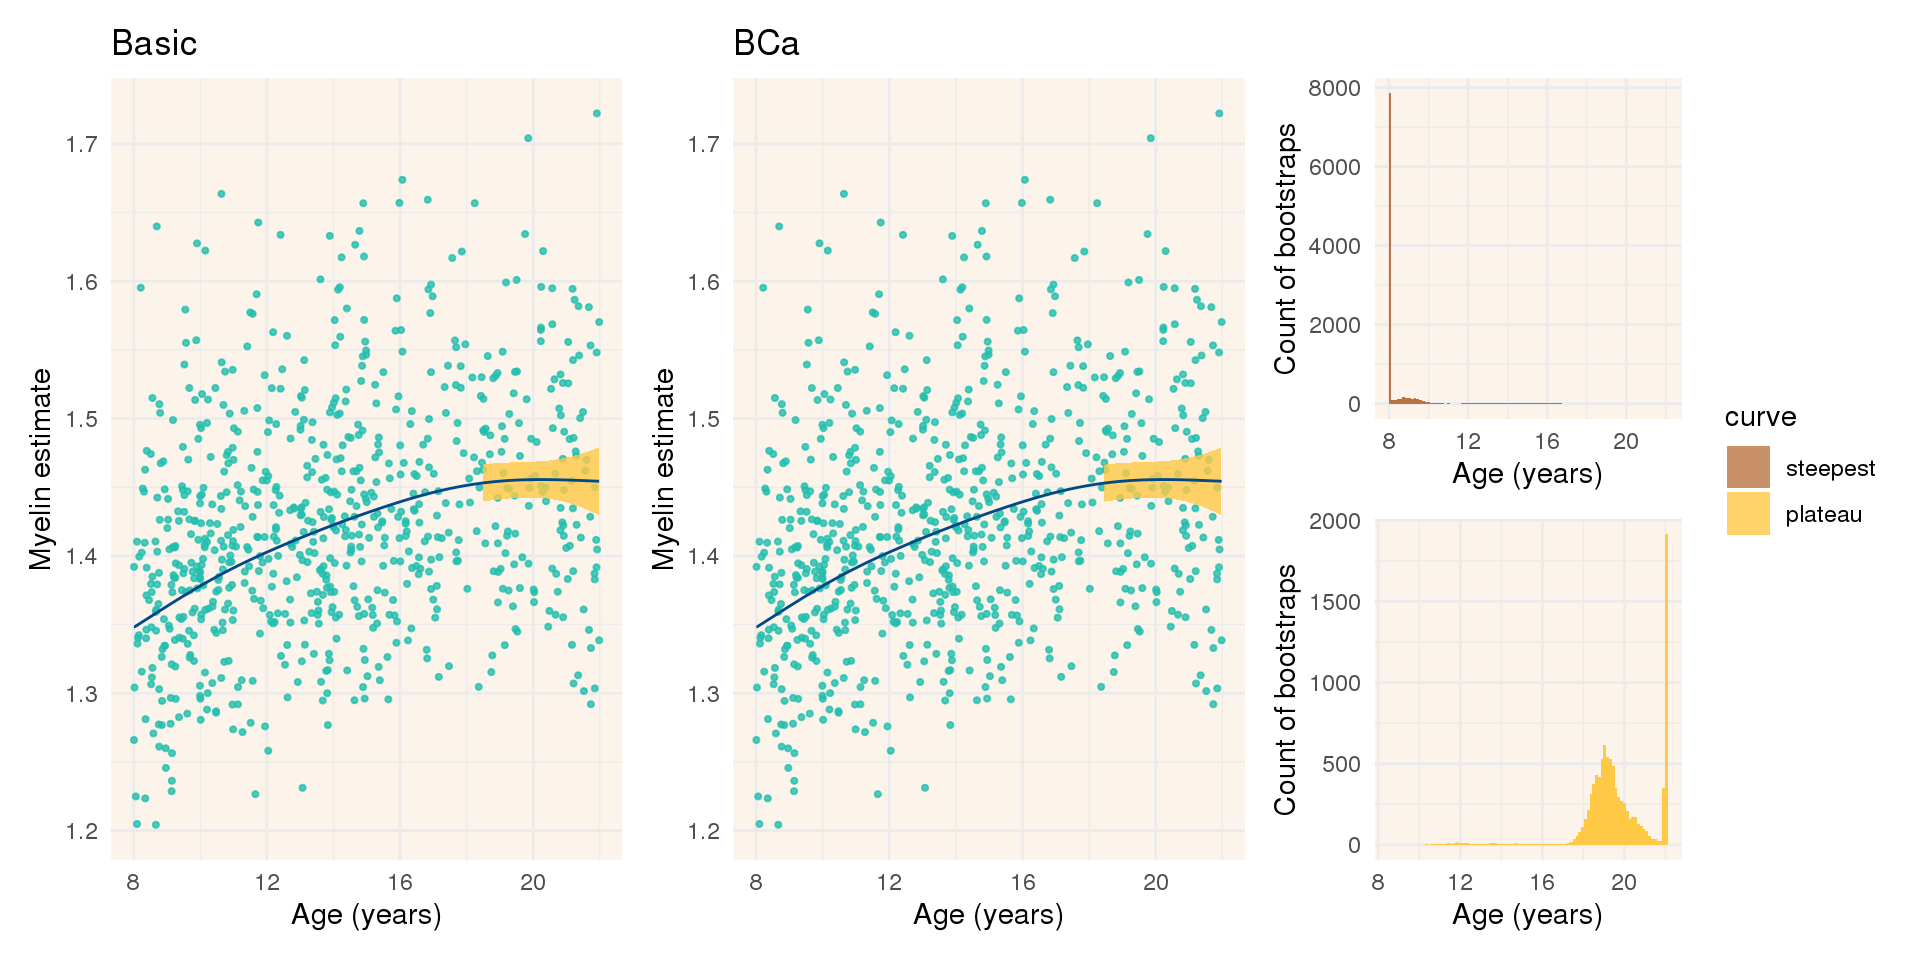 Basic
Myelin estimate
1.7
1.6
1.5
1.4
1.3
1.2
8 12 16 20
Age (years)
BCa
Myelin estimate
1.7
1.6
1.5
1.4
1.3
1.2
8 12 16 20
Age (years)
Count of bootstraps
8000
6000
4000
2000
0
8 12 16 20
Age (years)
Count of bootstraps
2000
1500
1000
500
0
8 12 16 20
Age (years)
curve
steepest
plateau